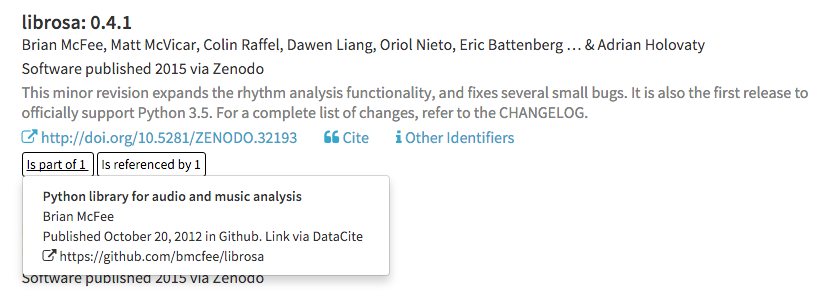 librosa: 0.4.1
Brian McFee, Matt McVicar, Colin Raffel, Dawen Liang, Oriol Nieto, Eric Battenberg … & Adrian Holovaty
Software published 2015 via Zenodo
This minor revision expands the rhythm analysis functionality, and fixes several small bugs. It is also the first release to
officially support Python 3.5. For a complete list of changes, refer to the CHANGELOG.
http://doi.org/10.5281/ZENODO.32193 Cite Other Identifiers
Is part of 1 Is referenced by 1
Python library for audio and music analysis
Brian McFee
Published October 20, 2012 in Github. Link via DataCite
https://github.com/bmcfee/librosa
Software published 2015 via Zenodo